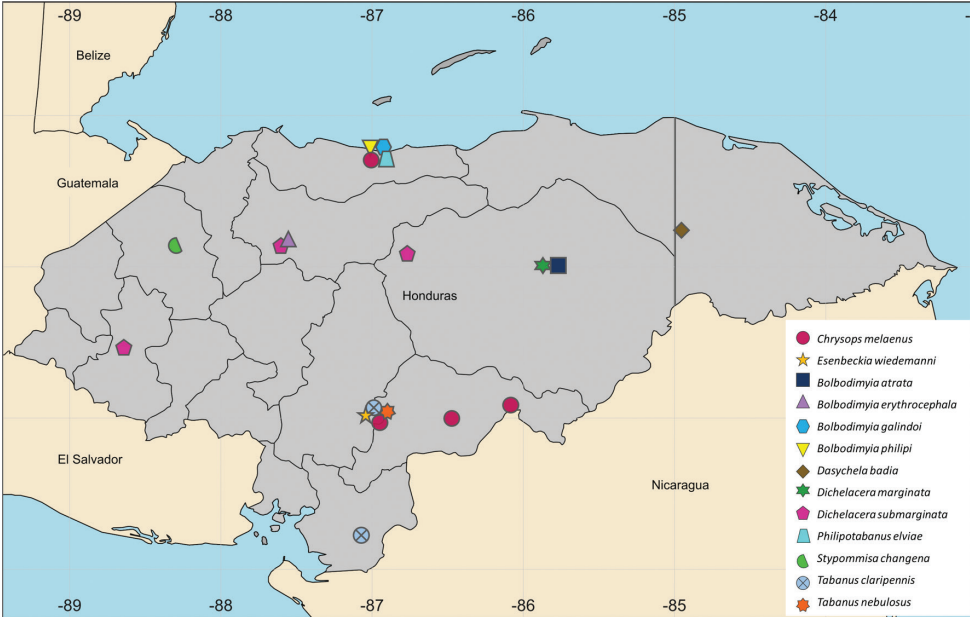 -89 -88 -87 -86 -85 -84
Belize
Guatemala
Honduras
El Salvador
Nicaragua
Chrysops melaenus
Esenbeckia wiedemanni
Bolbodimyia atrata
Bolbodimyia erythrocephala
Bolbodimyia galindoi
Bolbodimyia philipi
Dasychela badia
Dichelacera marginata
Dichelacera submarginata
Philipotabanus elviae
Stypommisa changena
Tabanus claripennis
Tabanus nebulosus
-89 -88 -87 -86 -85